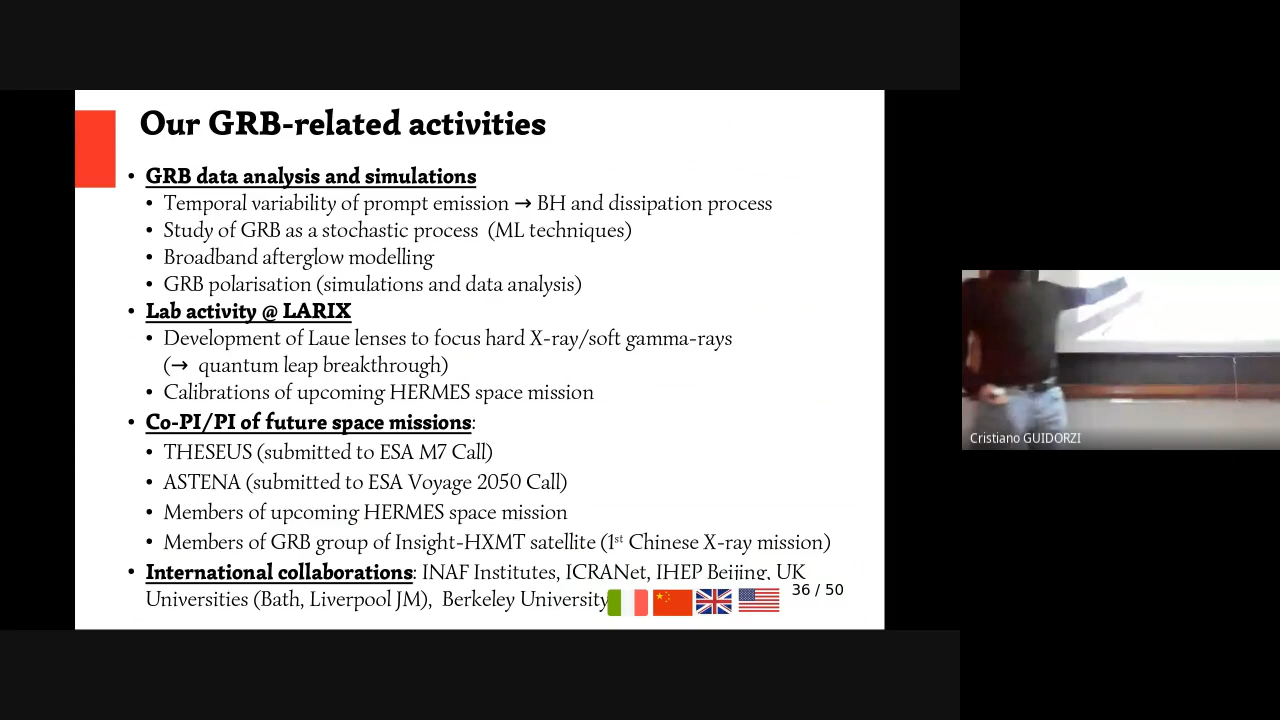 Our GRB-related activities
• GRB data analysis and simulations
• Temporal variability of prompt emission → BH and dissipation process
• Study of GRB as a stochastic process (ML techniques)
• Broadband afterglow modelling
• GRB polarisation (simulations and data analysis)
• Lab activity @ LARIX
• Development of Laue lenses to focus hard X-ray/soft gamma-rays
(→ quantum leap breakthrough)
• Calibrations of upcoming HERMES space mission
• Co-PI/PI of future space missions:
• THESEUS (submitted to ESA M7 Call)
• ASTENA (submitted to ESA Voyage 2050 Call)
• Members of upcoming HERMES space mission
• Members of GRB group of Insight-HXMT satellite (1st Chinese X-ray mission)
• International collaborations: INAF Institutes, ICRANet, IHEP Beijing, UK
Universities (Bath, Liverpool JM), Berkeley University
36 / 50
Cristiano GUIDORZI